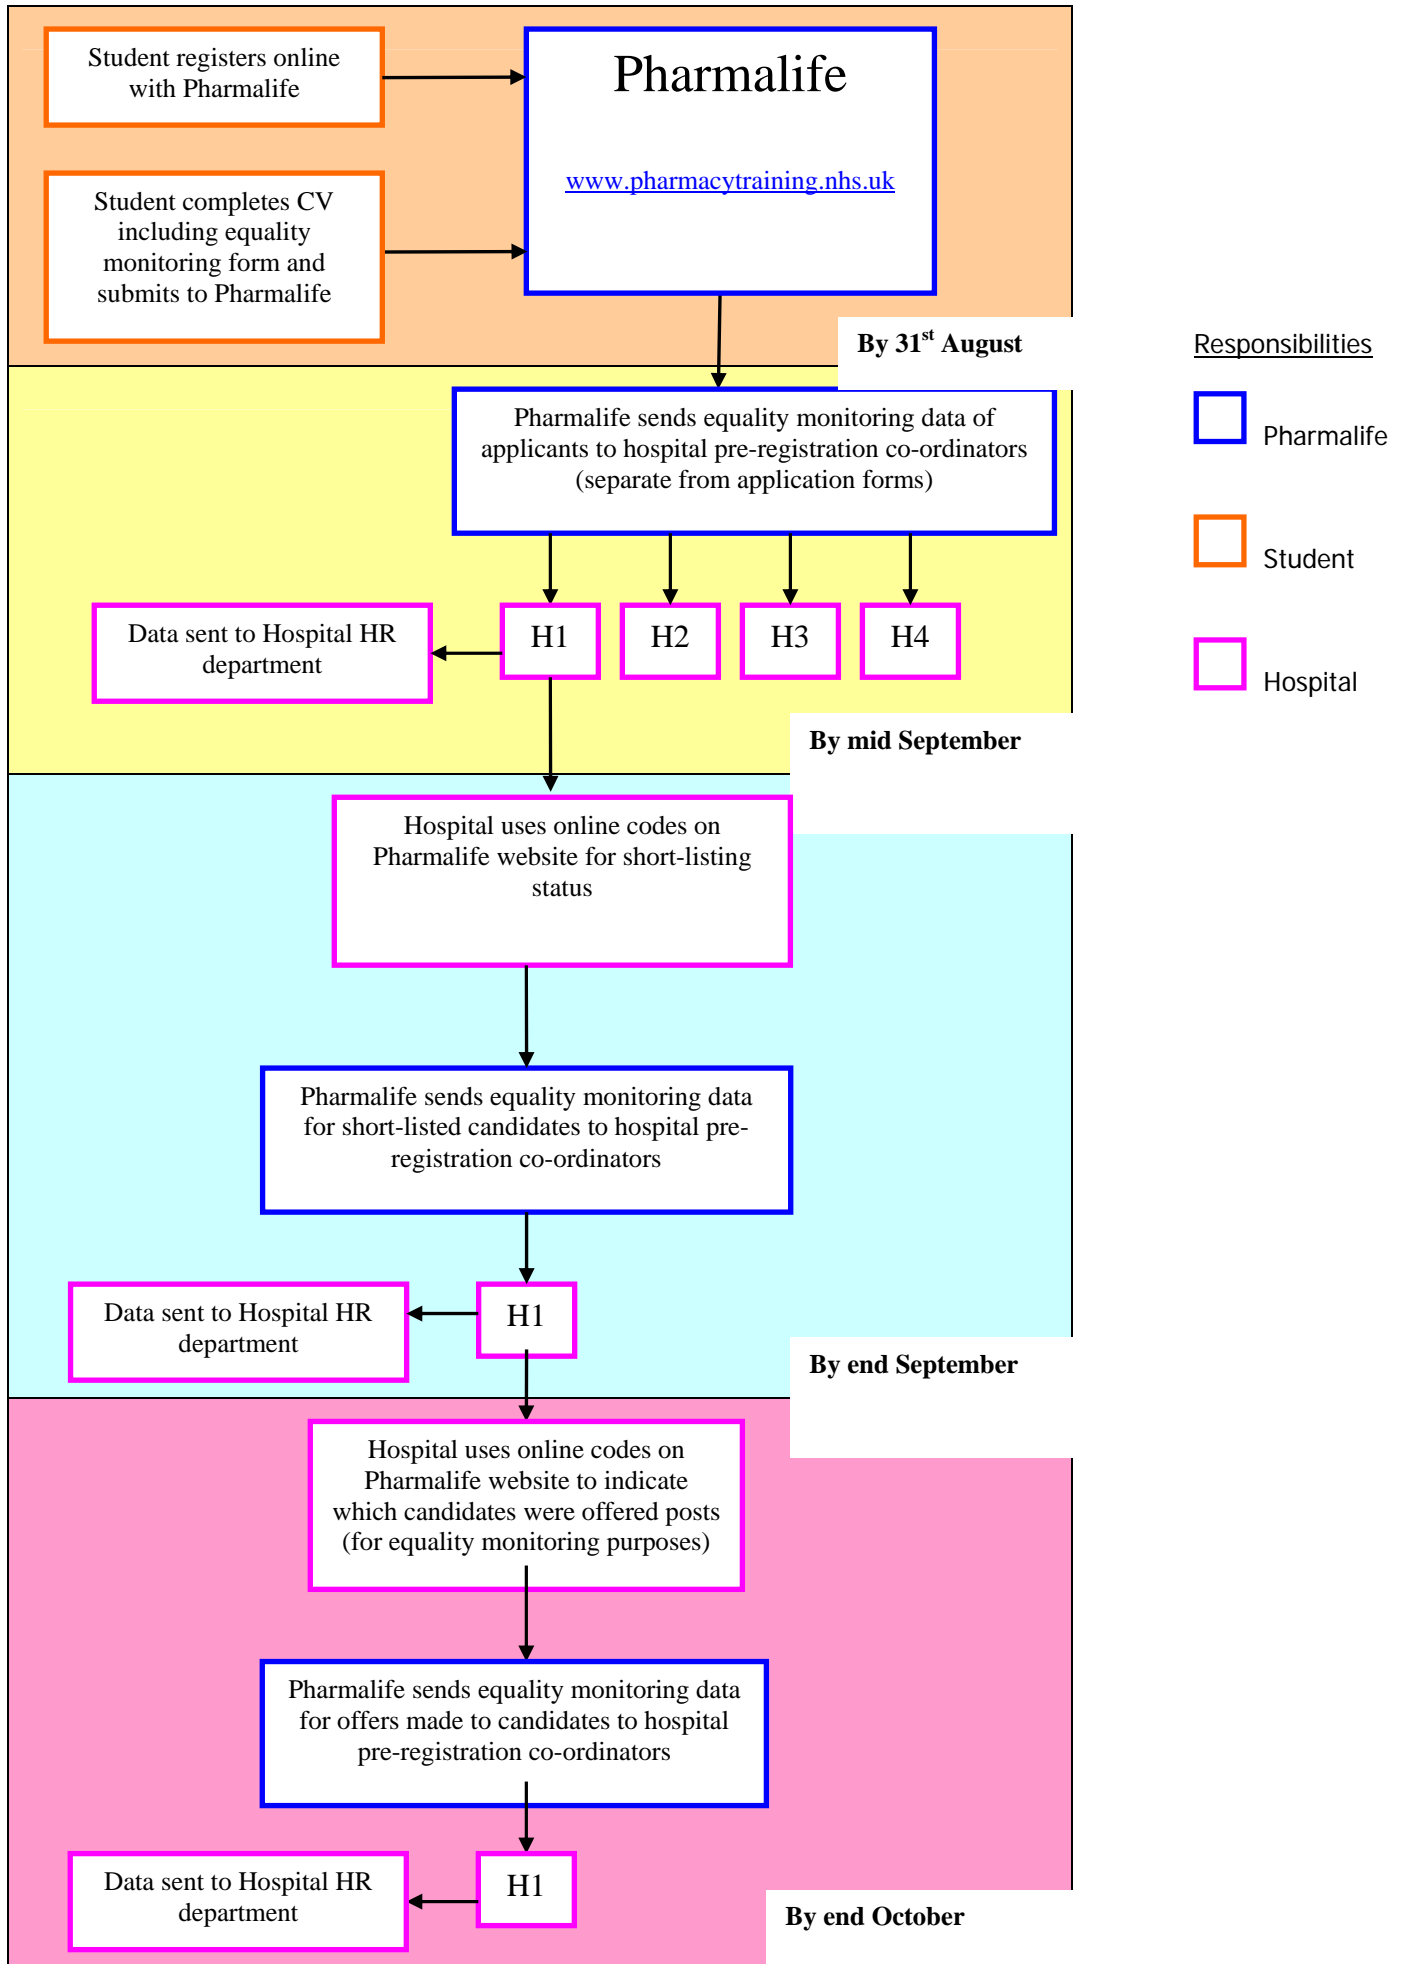 Student registers online
with Pharmalife
Pharmalife
www.pharmacytraining.nhs.uk
Student completes CV
including equality
monitoring form and
submits to Pharmalife
By 31st August
Responsibilities
Pharmalife
Student
Hospital
Pharmalife sends equality monitoring data of
applicants to hospital pre-registration co-ordinators
(separate from application forms)
Data sent to Hospital HR
department
H1
H2
H3
H4
By mid September
Hospital uses online codes on
Pharmalife website for short-listing
status
Pharmalife sends equality monitoring data
for short-listed candidates to hospital pre-
registration co-ordinators
Data sent to Hospital HR
department
H1
By end September
Hospital uses online codes on
Pharmalife website to indicate
which candidates were offered posts
(for equality monitoring purposes)
Pharmalife sends equality monitoring data
for offers made to candidates to hospital
pre-registration co-ordinators
Data sent to Hospital HR
department
H1
By end October